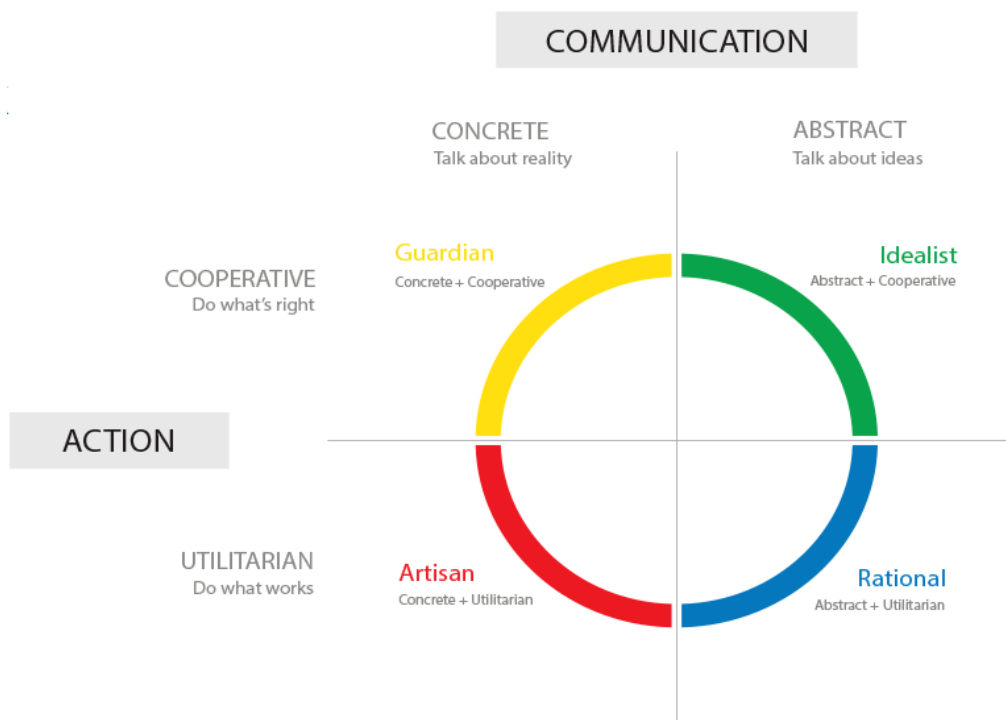 COMMUNICATION
CONCRETE
Talk about reality
ABSTRACT
Talk about ideas
COOPERATIVE
Do what's right
Guardian
Concrete + Cooperative
Idealist
Abstract + Cooperative
ACTION
UTILITARIAN
Do what works
Artisan
Concrete + Utilitarian
Rational
Abstract + Utilitarian